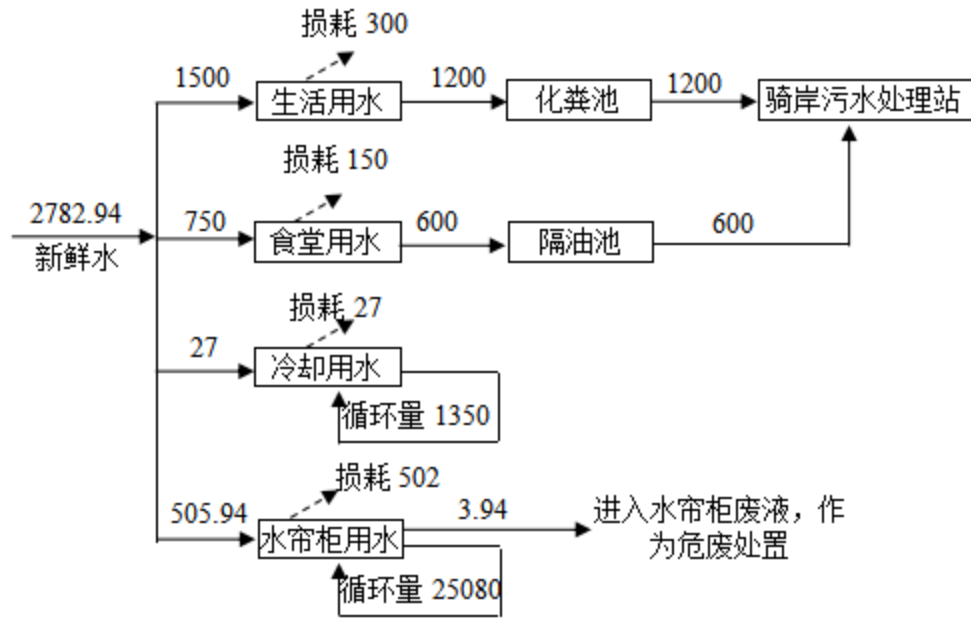 损耗 300
1500
生活用水
1200
化粪池
1200
骑岸污水处理站
损耗 150
2782.94
新鲜水
750
食堂用水
600
隔油池
600
损耗 27
27
冷却用水
循环量 1350
损耗 502
505.94
水帘柜用水
3.94
进入水帘柜废液，作
为危废处置
循环量 25080